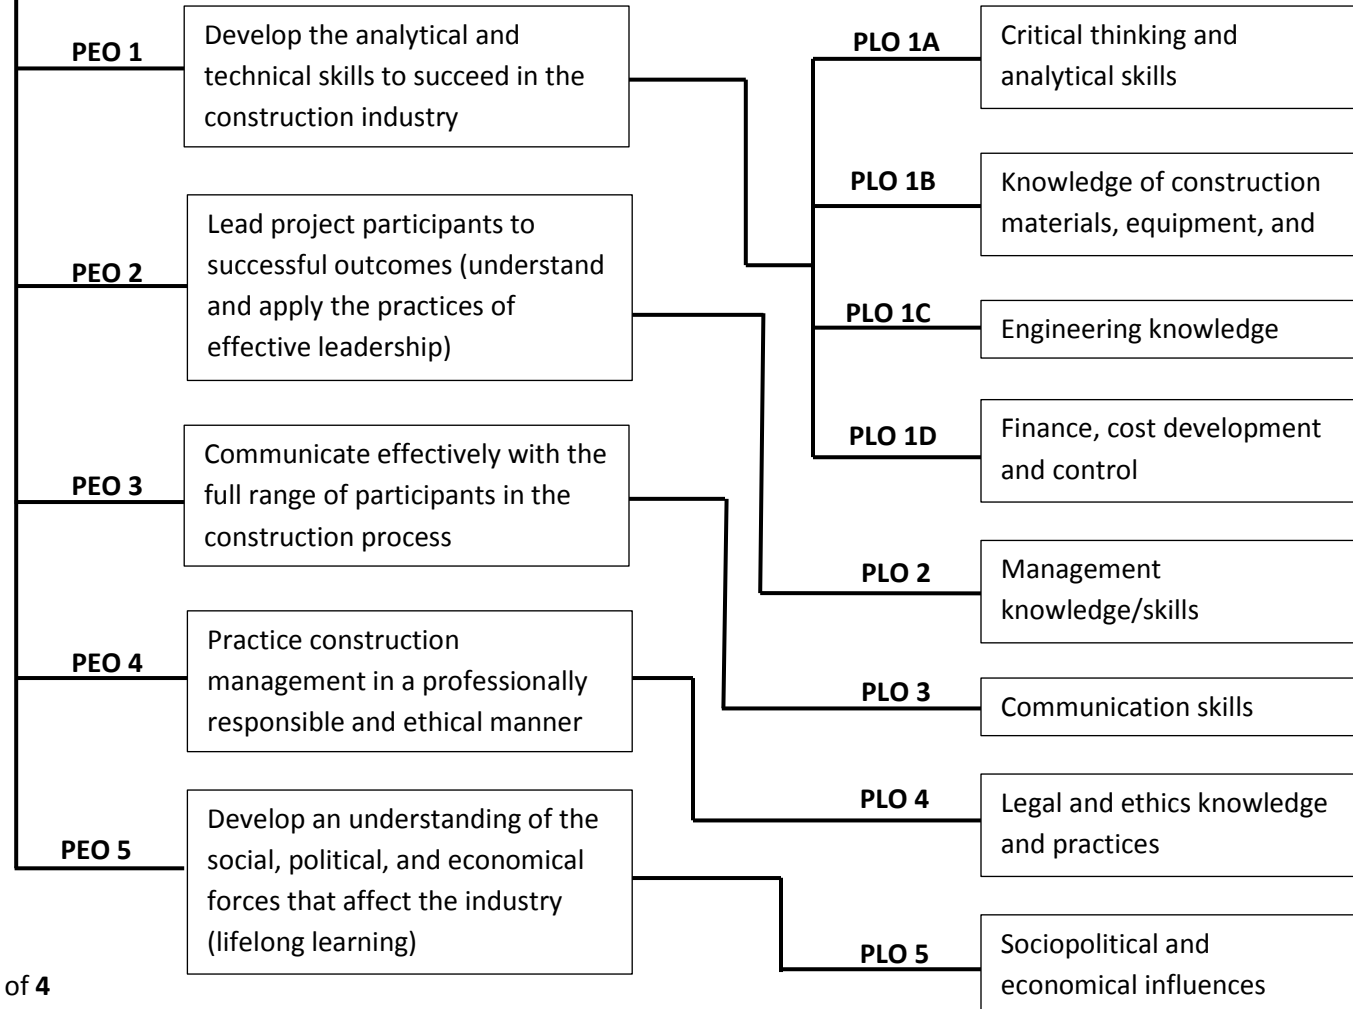 PEO 1
Develop the analytical and
technical skills to succeed in the
construction industry
PEO 2
Lead project participants to
successful outcomes (understand
and apply the practices of
effective leadership)
PEO 3
Communicate effectively with the
full range of participants in the
construction process
PEO 4
Practice construction
management in a professionally
responsible and ethical manner
PEO 5
Develop an understanding of the
social, political, and economical
forces that affect the industry
(lifelong learning)
PLO 1A
Critical thinking and
analytical skills
PLO 1B
Knowledge of construction
materials, equipment, and
PLO 1C
Engineering knowledge
PLO 1D
Finance, cost development
and control
PLO 2
Management
knowledge/skills
PLO 3
Communication skills
PLO 4
Legal and ethics knowledge
and practices
PLO 5
Sociopolitical and
economical influences
of 4